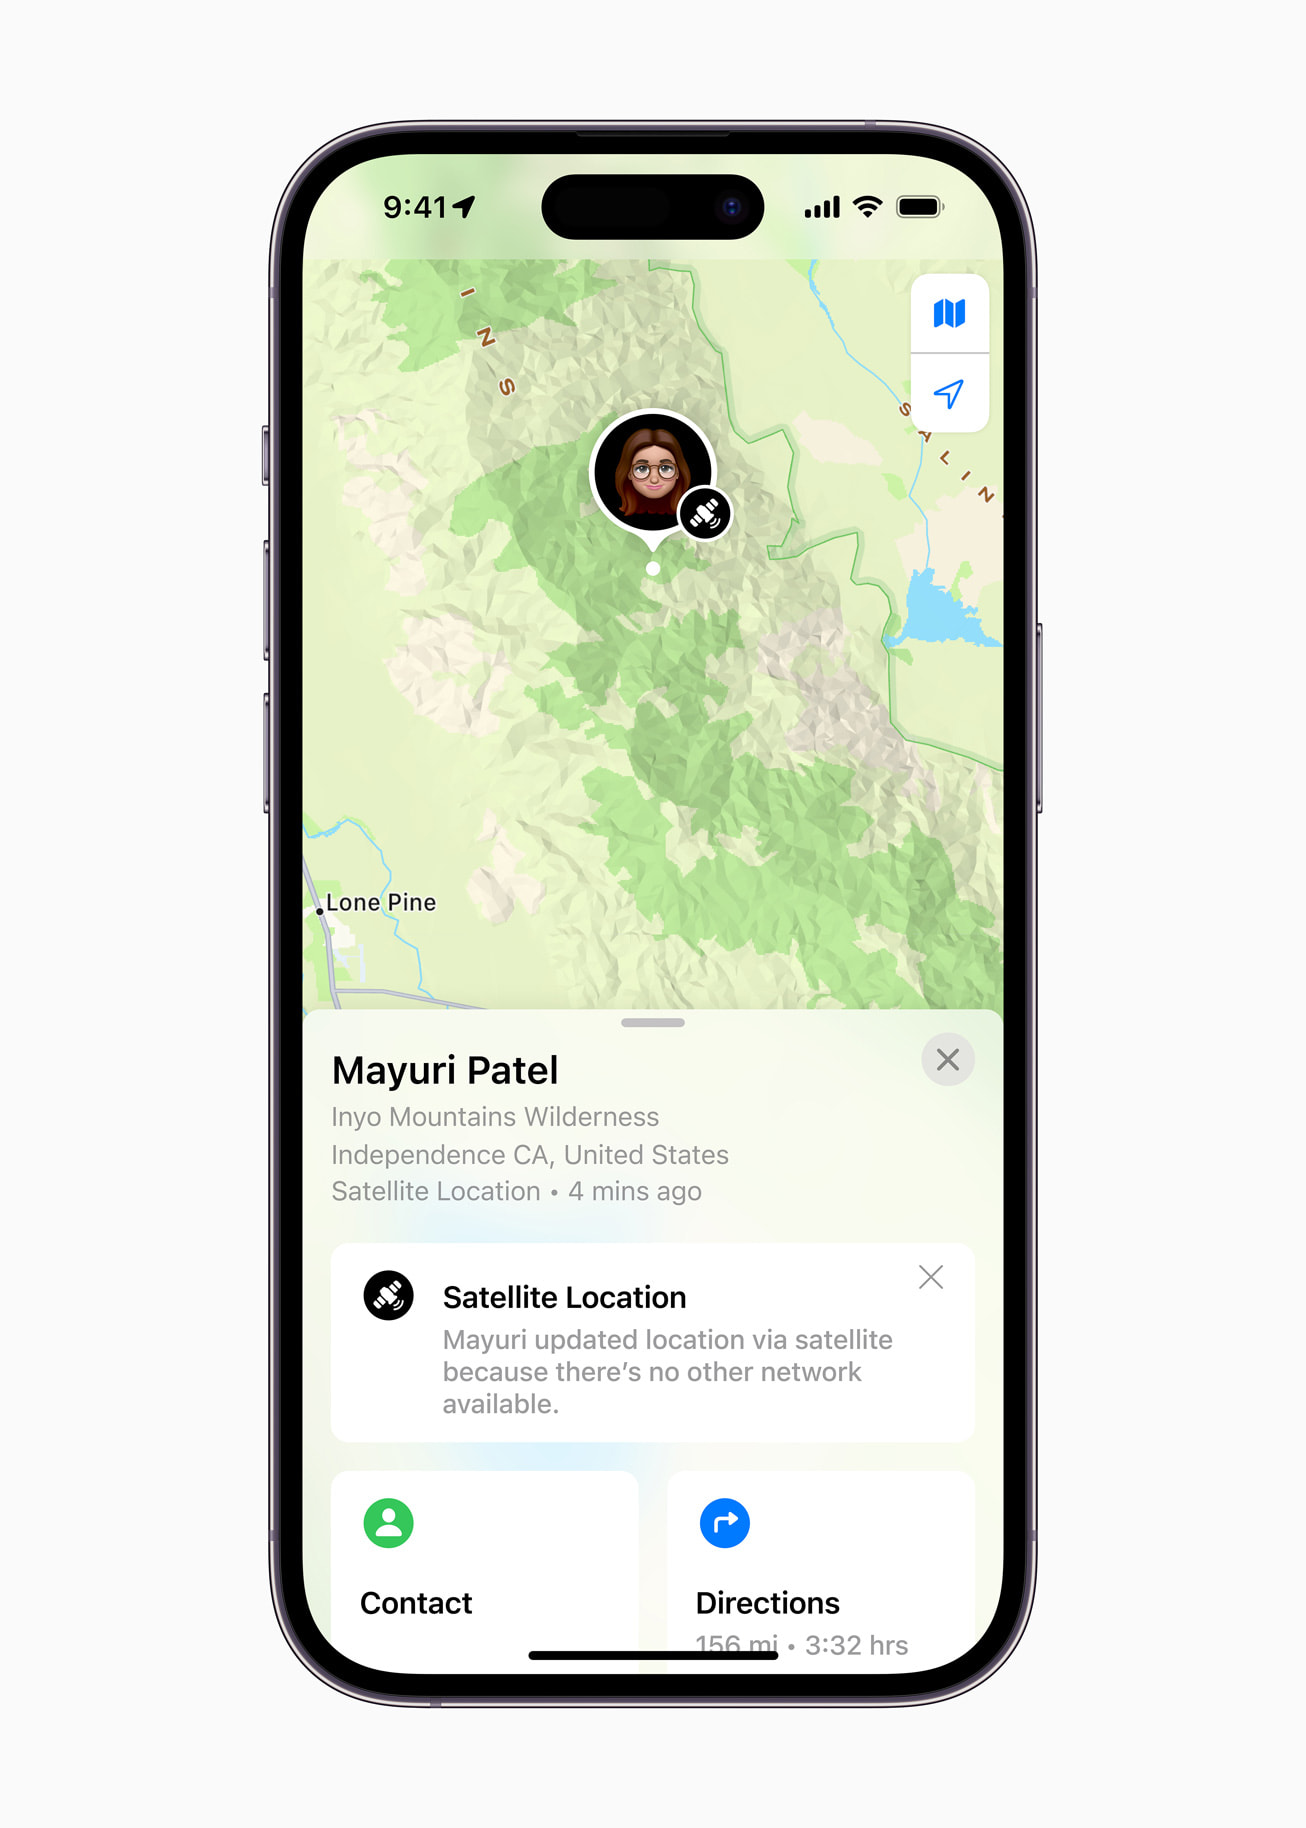 9:41
I N S
S A L I N
Lone Pine
Mayuri Patel
Inyo Mountains Wilderness
Independence CA, United States
Satellite Location • 4 mins ago
Satellite Location
Mayuri updated location via satellite
because there’s no other network
available.
Contact
Directions
156 mi • 3:32 hrs